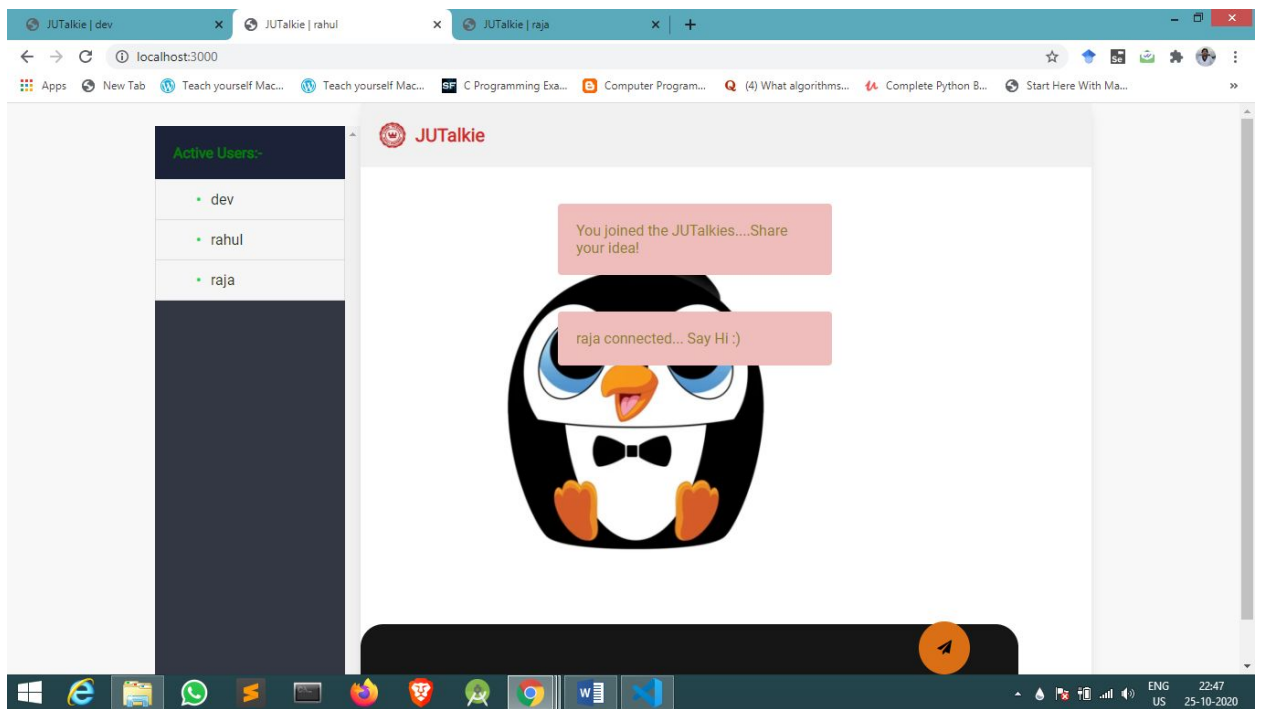 JUTalkie | dev
JUTalkie | rahul
JUTalkie | raja
localhost:3000
Se
Apps
New Tab
Teach yourself Mac...
Teach yourself Mac...
SF C Programming Exa...
Computer Program...
(4) What algorithms...
Complete Python B...
Start Here With Ma...
»
Active Users:-
dev
rahul
raja
JUTalkie
You joined the JUTalkies....Share
your idea!
raja connected... Say Hi :)
ENG
US
22:47
25-10-2020